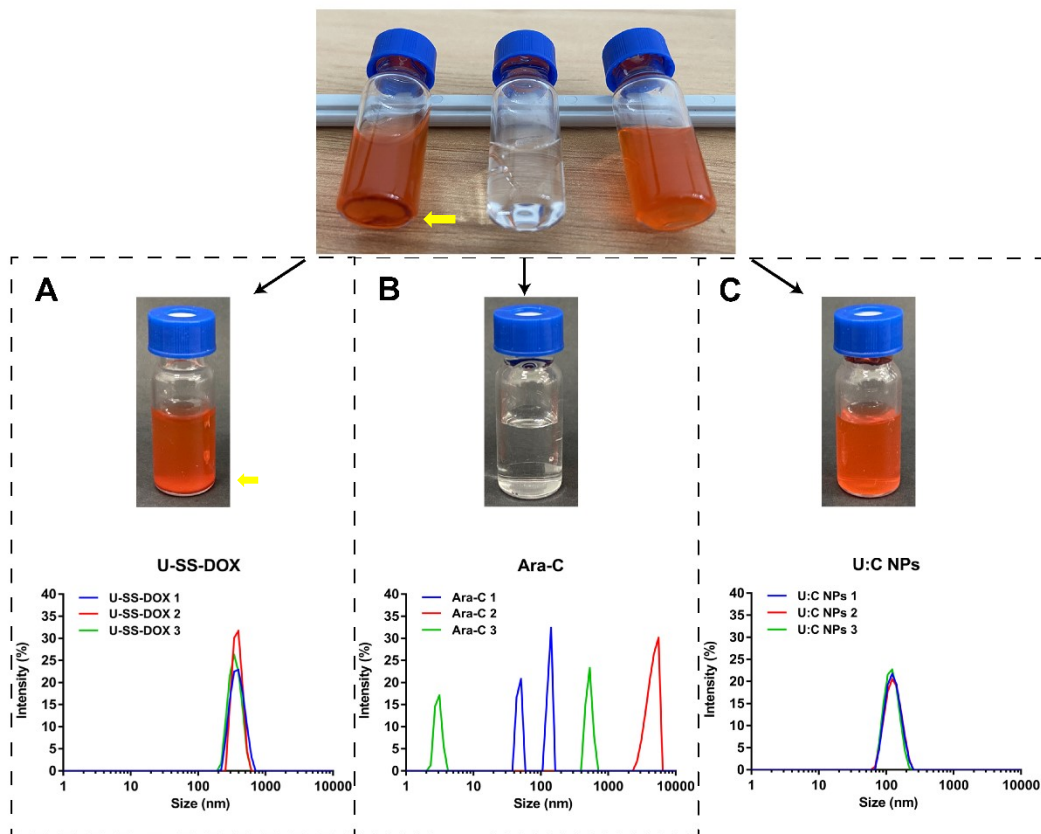 A
B
C
U-SS-DOX
U-SS-DOX 1
U-SS-DOX 2
U-SS-DOX 3
Intensity (%)
40
35
30
25
20
15
10
5
0
1
10
100
1000
10000
Size (nm)
Ara-C
Ara-C 1
Ara-C 2
Ara-C 3
Intensity (%)
40
35
30
25
20
15
10
5
0
1
10
100
1000
10000
Size (nm)
U:C NPs
U:C NPs 1
U:C NPs 2
U:C NPs 3
Intensity (%)
40
35
30
25
20
15
10
5
0
1
10
100
1000
10000
Size (nm)